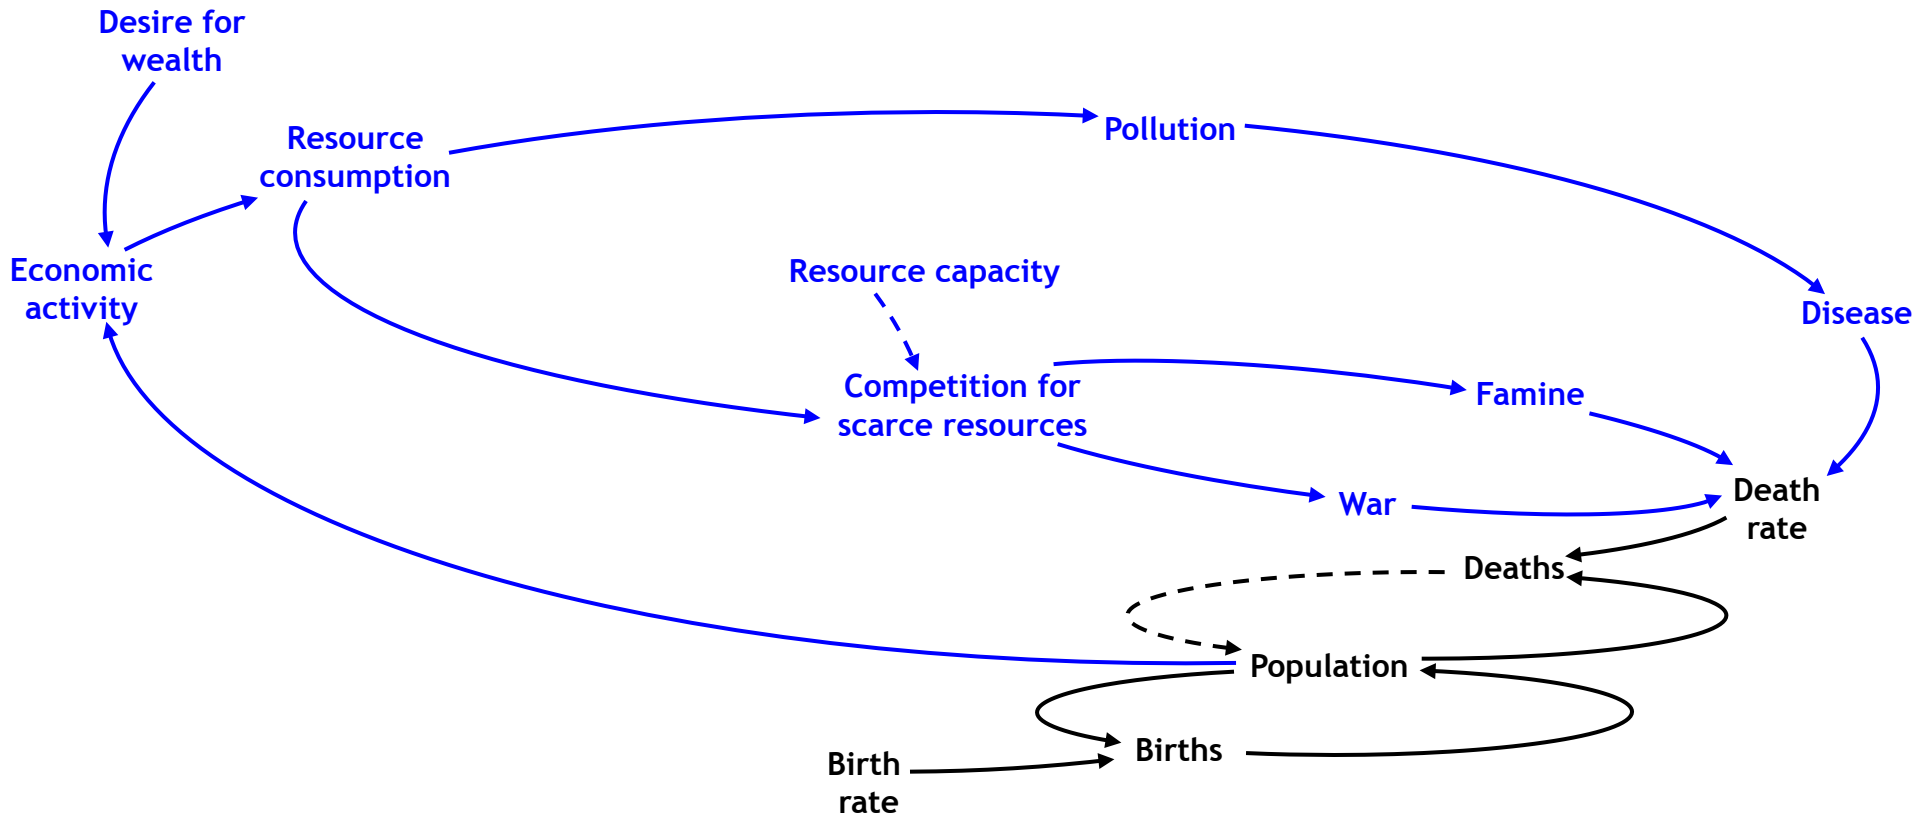 Desire for
wealth
Resource
consumption
Pollution
Economic
activity
Resource capacity
Disease
Competition for
scarce resources
Famine
War
Death
rate
Deaths
Population
Births
Birth
rate